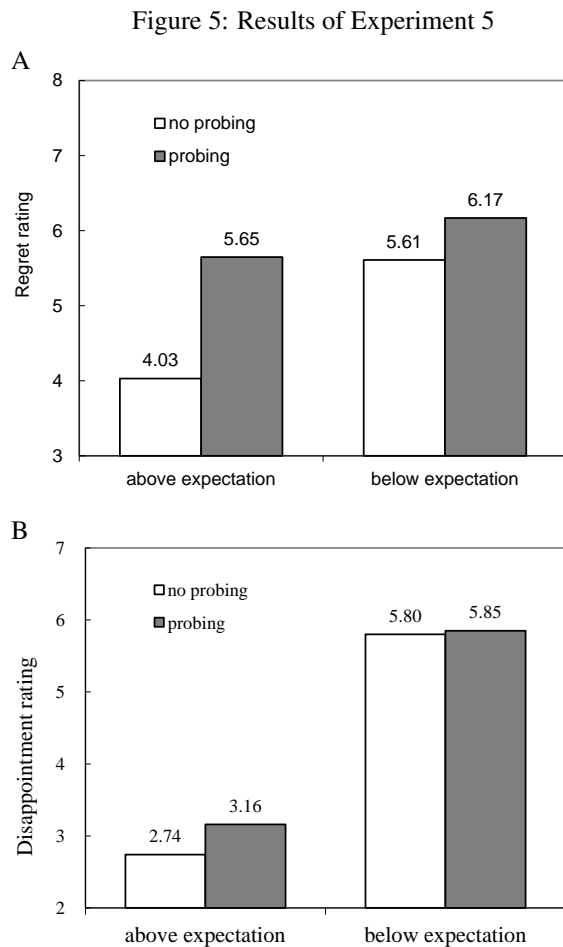 Figure 5: Results of Experiment 5
A
8
no probing
probing
7
6.17
6
5.65
5.61
Regret rating
5
4.03
4
3
above expectation
below expectation
B
7
no probing
probing
6
5.80
5.85
5
Disappointment rating
4
3.16
3
2.74
2
above expectation
below expectation